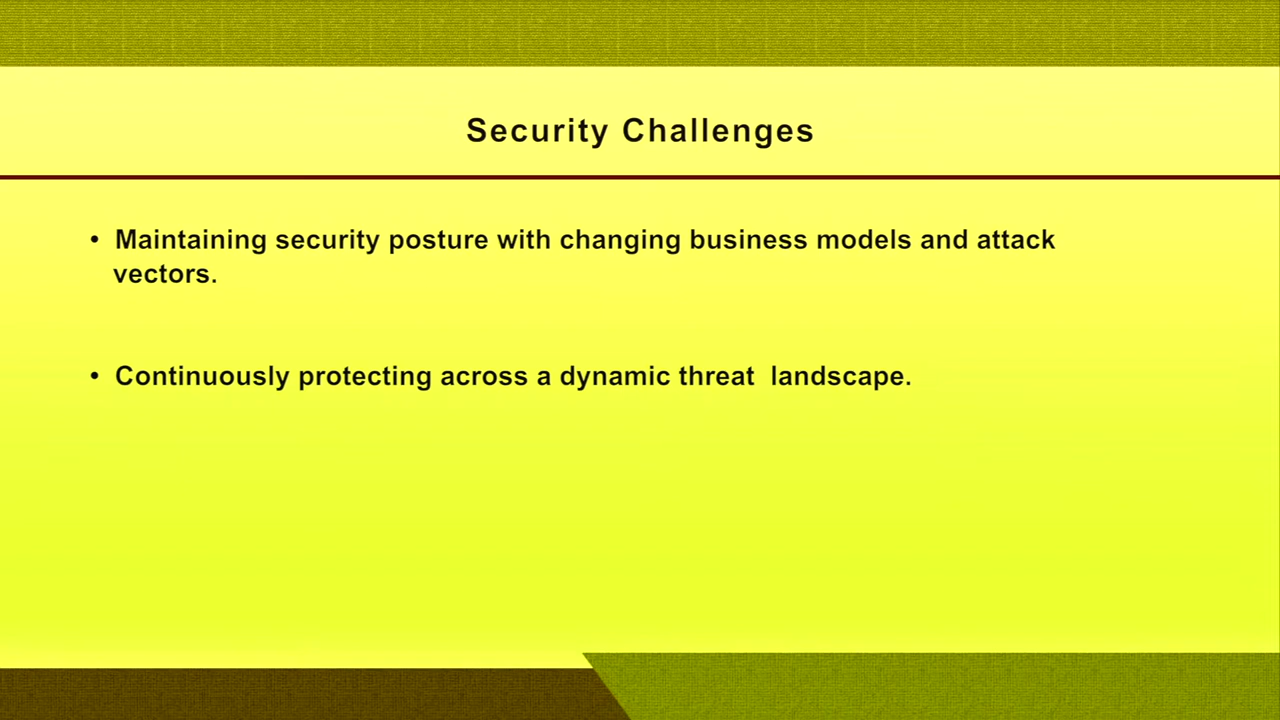 Security Challenges
• Maintaining security posture with changing business models and attack
vectors.
• Continuously protecting across a dynamic threat  landscape.